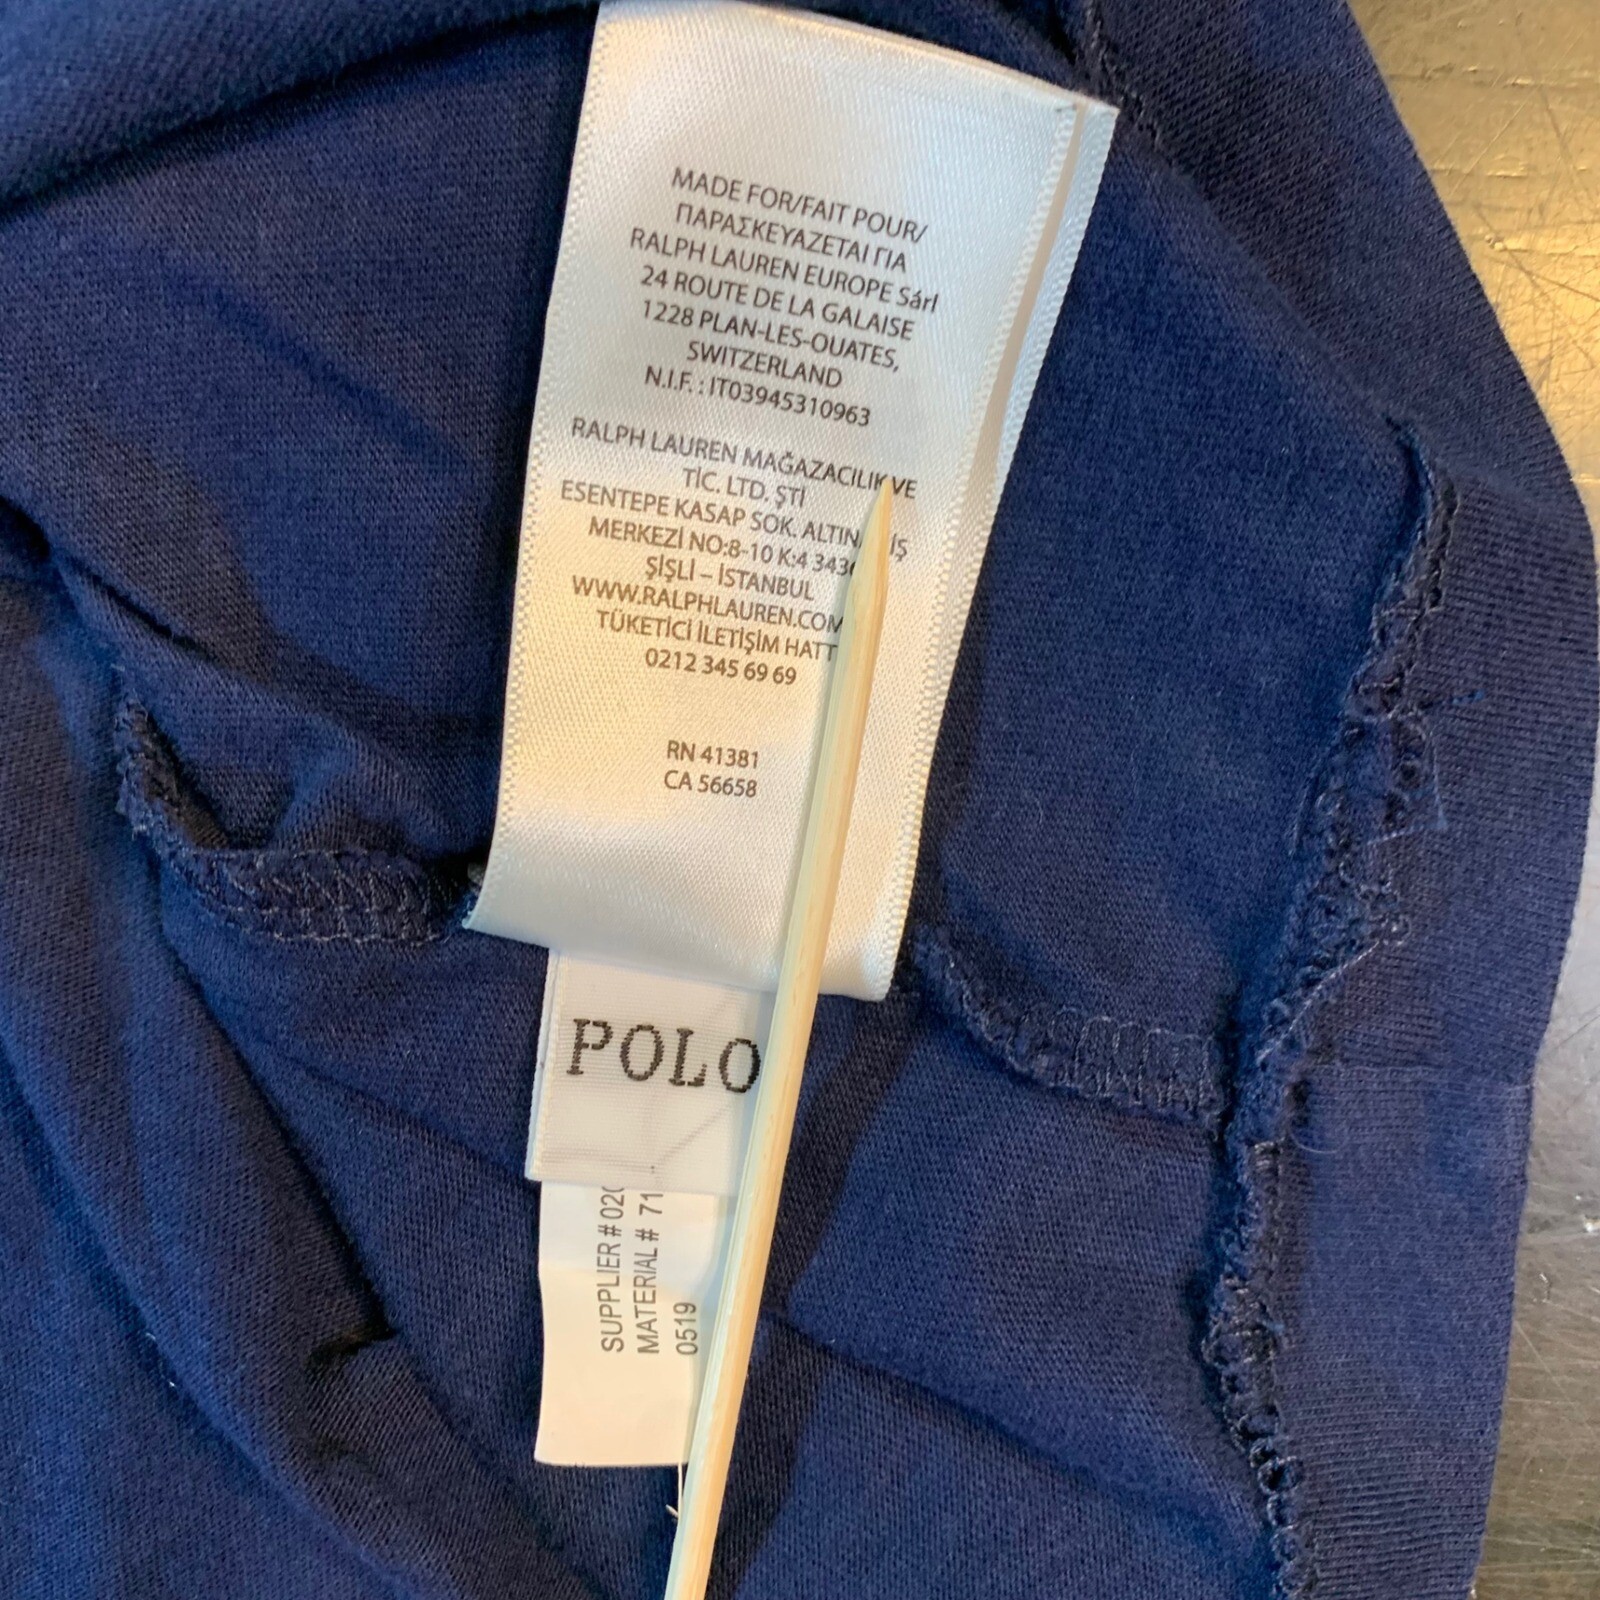 MADE FOR/FAIT POUR/
ΠΑΡΑΣΚΕΥΑΖΕΤΑΙ ΓΙΑ
RALPH LAUREN EUROPE Sárl
24 ROUTE DE LA GALAISE
1228 PLAN-LES-OUATES,
SWITZERLAND
N.I.F. : IT03945310963
RALPH LAUREN MAĞAZACILIK VE
TİC. LTD. ŞTİ
ESENTEPE KASAP SOK. İŞ
MERKEZİ NO:8-10 K:4
ŞİŞLİ – İSTANBUL
WWW.RALPHLAUREN.COM
TÜKETİCİ İLETİŞİM HATT
0212 345 69 69
RN 41381
CA 56658
POLO
SUPPLIER #
MATERIAL #
0519